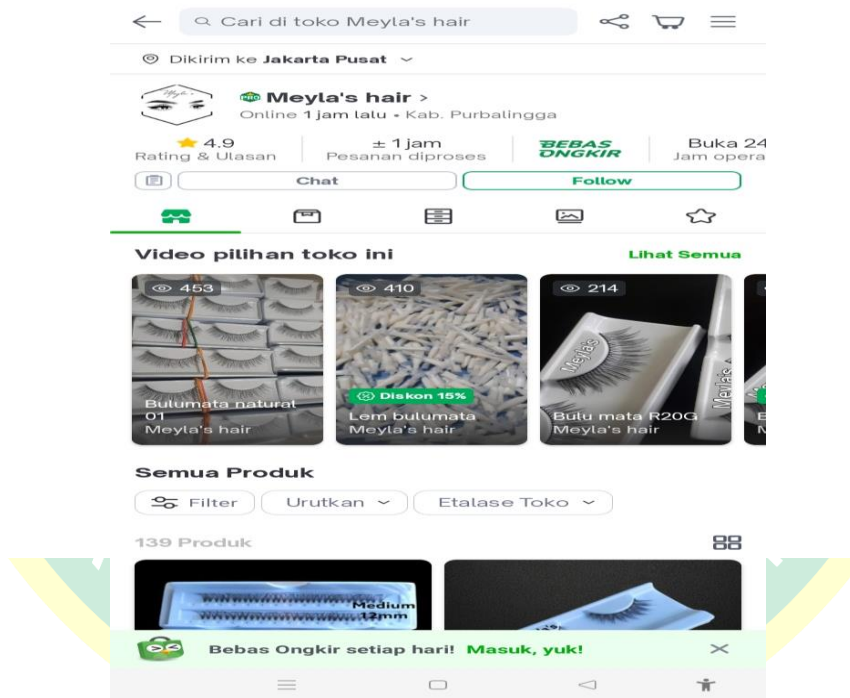 Cari di toko Meyla's hair
Dikirim ke Jakarta Pusat
PRO Meyla's hair
Online 1 jam lalu • Kab. Purbalingga
4.9
Rating & Ulasan
± 1 jam
Pesanan diproses
BEBAS ONGKIR
Buka 24
Jam opera
Chat
Follow
Video pilihan toko ini
Lihat Semua
453
Bulumata natural
01
Meyla's hair
410
Diskon 15%
Lem bulumata
Meyla's hair
214
Meyla's
Meyla's
Bulu mata R20G
Meyla's hair
Semua Produk
Filter
Urutkan
Etalase Toko
139 Produk
Medium
12mm
Bebas Ongkir setiap hari! Masuk, yuk!